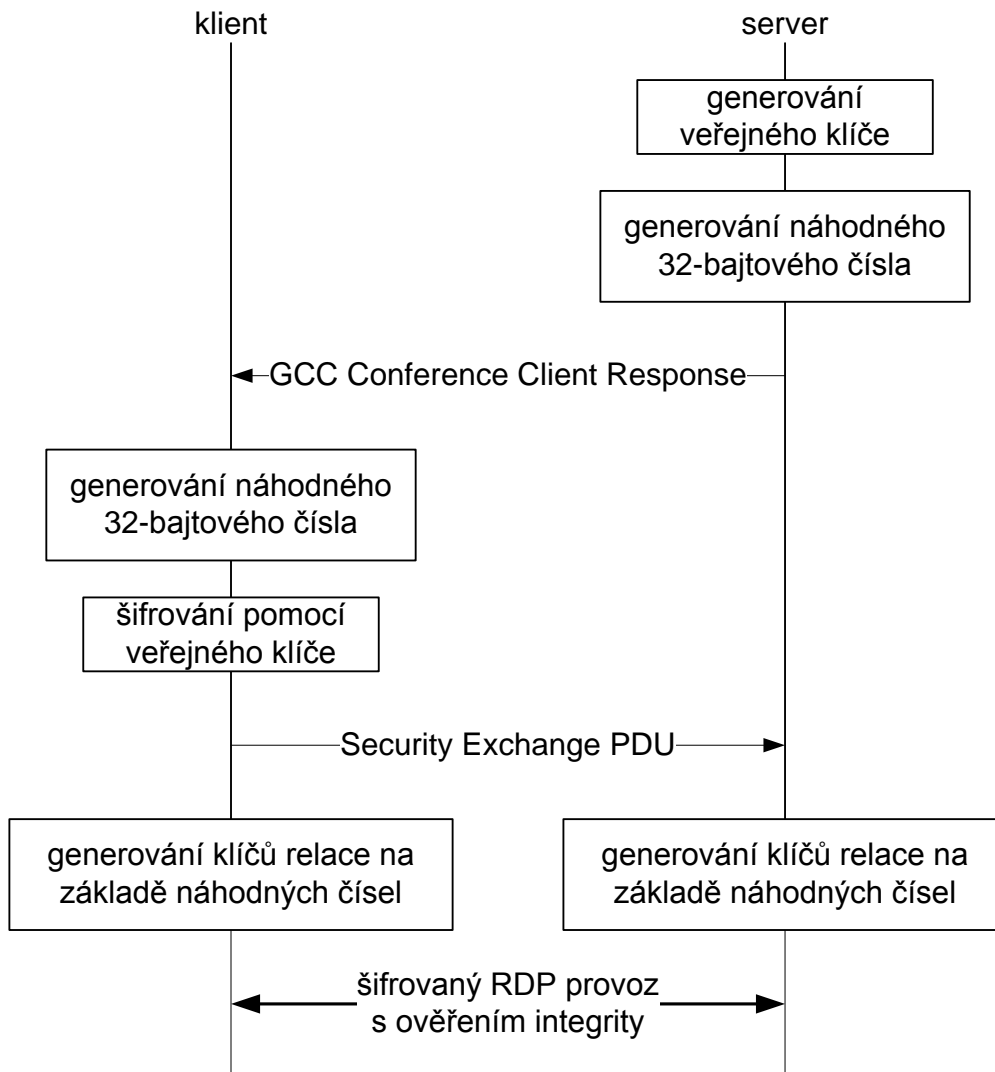 klient
server
generování
veřejného klíče
generování náhodného
32-bajtového čísla
GCC Conference Client Response
generování náhodného
32-bajtového čísla
šifrování pomocí
veřejného klíče
Security Exchange PDU
generování klíčů relace na
základě náhodných čísel
generování klíčů relace na
základě náhodných čísel
šifrovaný RDP provoz
s ověřením integrity